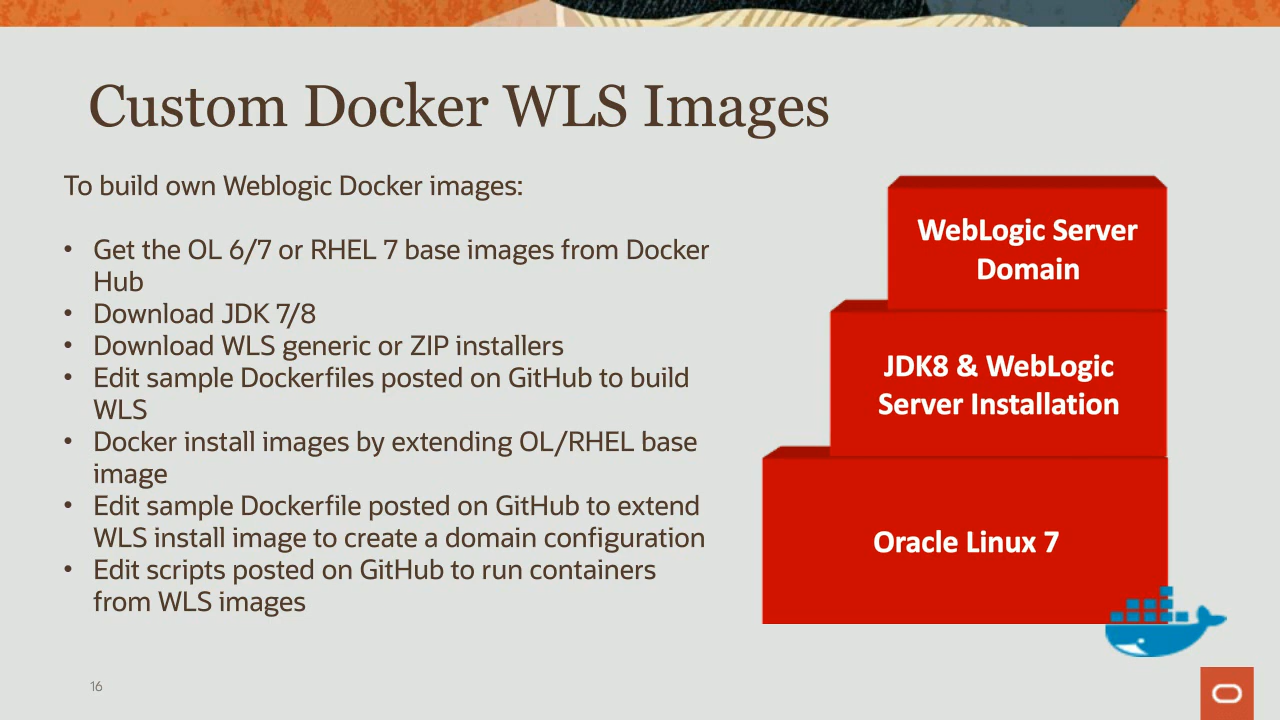 Custom Docker WLS Images
To build own Weblogic Docker images:
• Get the OL 6/7 or RHEL 7 base images from Docker
Hub
• Download JDK 7/8
• Download WLS generic or ZIP installers
• Edit sample Dockerfiles posted on GitHub to build
WLS
• Docker install images by extending OL/RHEL base
image
• Edit sample Dockerfile posted on GitHub to extend
WLS install image to create a domain configuration
• Edit scripts posted on GitHub to run containers
from WLS images
WebLogic Server
Domain
JDK8 & WebLogic
Server Installation
Oracle Linux 7
16